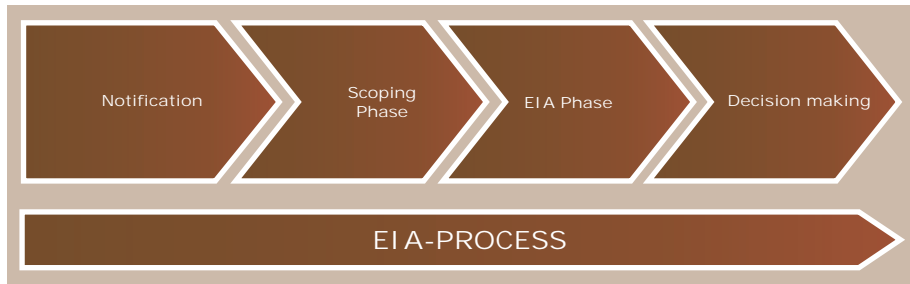 Notification
Scoping
Phase
EIA Phase
Decision making
EIA-PROCESS